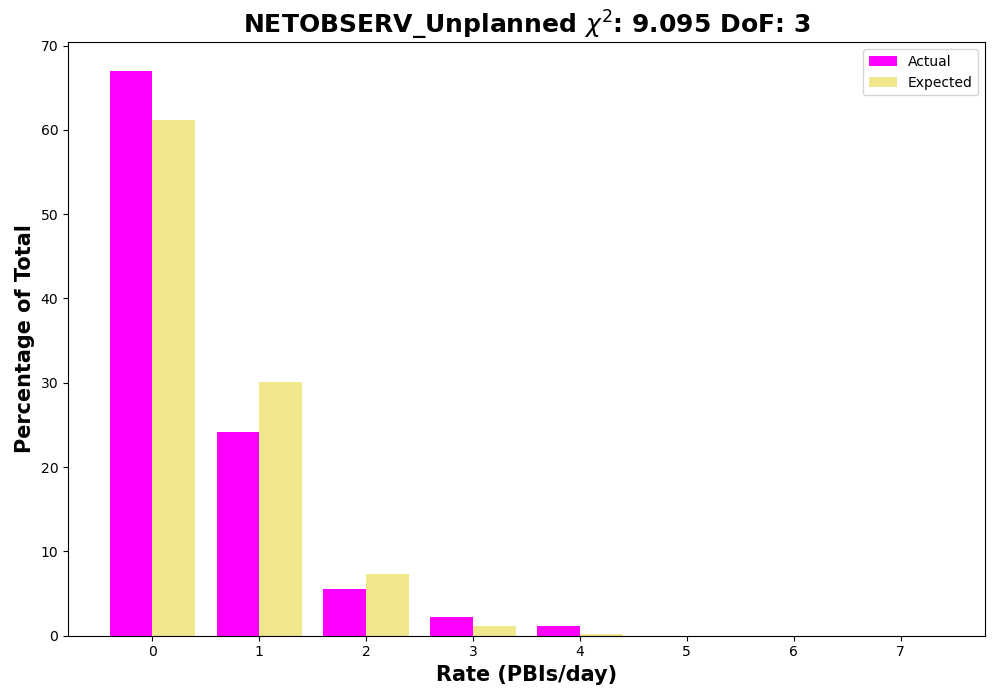 NETOBSERV_Unplanned χ²: 9.095 DoF: 3
Actual
Expected
Percentage of Total
70
60
50
40
30
20
10
0
0 1 2 3 4 5 6 7
Rate (PBIs/day)